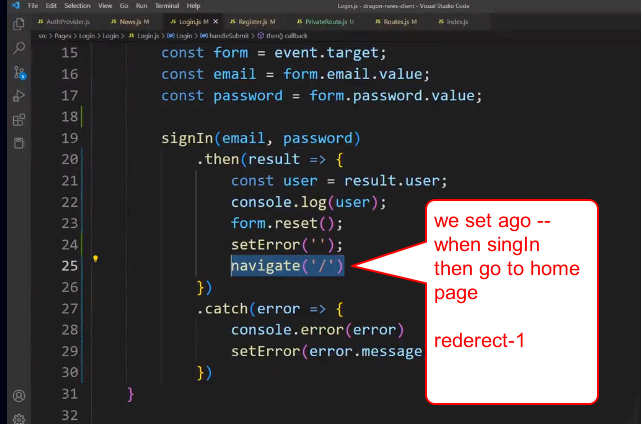 File Edit Selection View Go Run Terminal Help
Login.js - dragon-news-client - Visual Studio Code
AuthProvider.js News.js M Login.js M × Register.js M PrivateRoute.js U Routes.js M index.js
src > Pages > Login > Login > Login.js > Login > handleSubmit > then() callback
15 const form = event.target;
16 const email = form.email.value;
17 const password = form.password.value;
18
19 signIn(email, password)
20 .then(result => {
21 const user = result.user;
22 console.log(user);
23 form.reset();
24 setError('');
25 navigate('/')
26 })
27 .catch(error => {
28 console.error(error)
29 setError(error.message
30 })
31 }
32
we set ago --
when singIn
then go to home
page
rederect-1